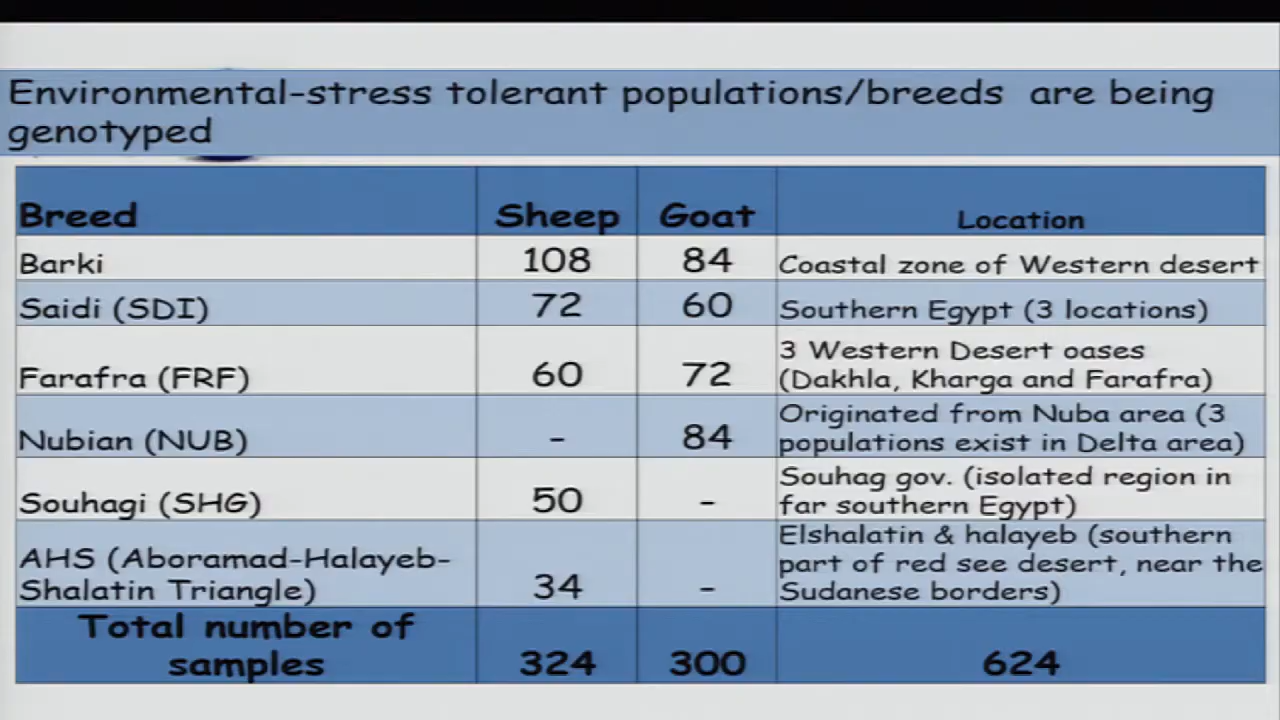 Environmental-stress tolerant populations/breeds are being
genotyped
Breed Sheep Goat Location
Barki 108 84 Coastal zone of Western desert
Saidi (SDI) 72 60 Southern Egypt (3 locations)
Farafra (FRF) 60 72 3 Western Desert oases
(Dakhla, Kharga and Farafra)
Nubian (NUB) - 84 Originated from Nuba area (3
populations exist in Delta area)
Souhagi (SHG) 50 - Souhag gov. (isolated region in
far southern Egypt)
AHS (Aboramad-Halayeb-
Shalatin Triangle) 34 - Elshalatin & halayeb (southern
part of red see desert, near the
Sudanese borders)
Total number of
samples 324 300 624